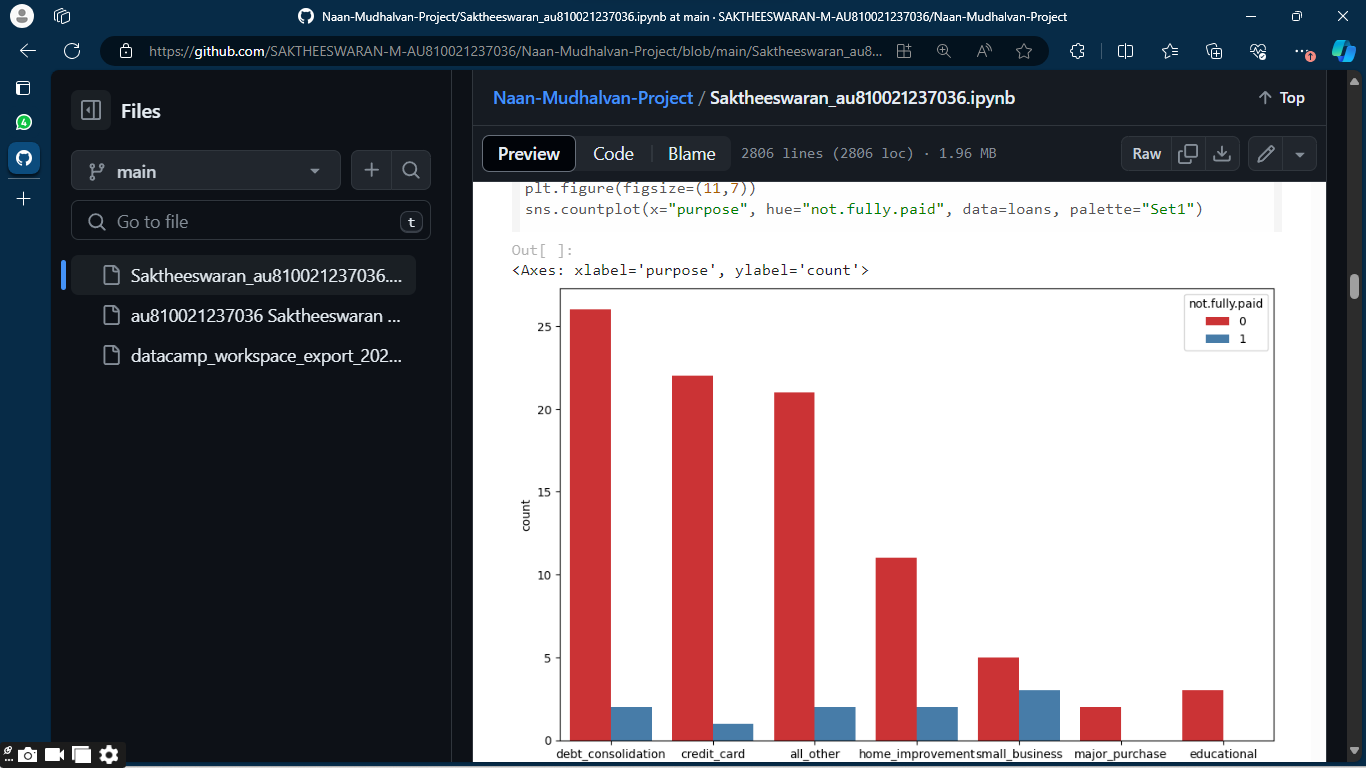 Naan-Mudhalvan-Project/Saktheeswaran_au810021237036.ipynb at main · SAKTHEESWARAN-M-AU810021237036/Naan-Mudhalvan-Project
https://github.com/SAKTHEESWARAN-M-AU810021237036/Naan-Mudhalvan-Project/blob/main/Saktheeswaran_au8...
4
Files
main
Go to file
t
Saktheeswaran_au810021237036....
au810021237036 Saktheeswaran ...
datacamp_workspace_export_202...
Naan-Mudhalvan-Project / Saktheeswaran_au810021237036.ipynb
Top
Preview Code Blame 2806 lines (2806 loc) · 1.96 MB Raw
plt.figure(figsize=(11,7))
sns.countplot(x="purpose", hue="not.fully.paid", data=loans, palette="Set1")
Out[ ]:
<Axes: xlabel='purpose', ylabel='count'>
not.fully.paid
0
1
25
20
15
10
5
0
count
debt_consolidation credit_card all_other home_improvement small_business major_purchase educational